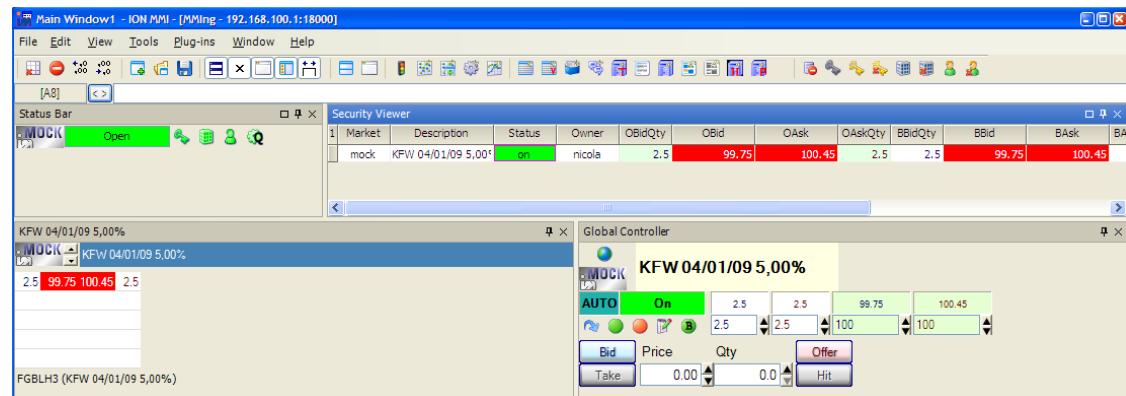 Main Window1 - ION MMI - [MMIng - 192.168.100.1:18000]
File Edit View Tools Plug-ins Window Help
[A8] <>
Status Bar
MOCK Open
Security Viewer
1 Market Description Status Owner OBidQty OBid OAsk OAskQty BBidQty BBid BAsk BA
mock KFW 04/01/09 5,00% on nicola 2.5 99.75 100.45 2.5 2.5 99.75 100.45
KFW 04/01/09 5,00%
MOCK KFW 04/01/09 5,00%
2.5 99.75 100.45 2.5
FGBLH3 (KFW 04/01/09 5,00%)
Global Controller
MOCK KFW 04/01/09 5,00%
AUTO On 2.5 2.5 99.75 100.45
B 2.5 2.5 100 100
Bid Price Qty Offer
Take 0.00 0.0 Hit